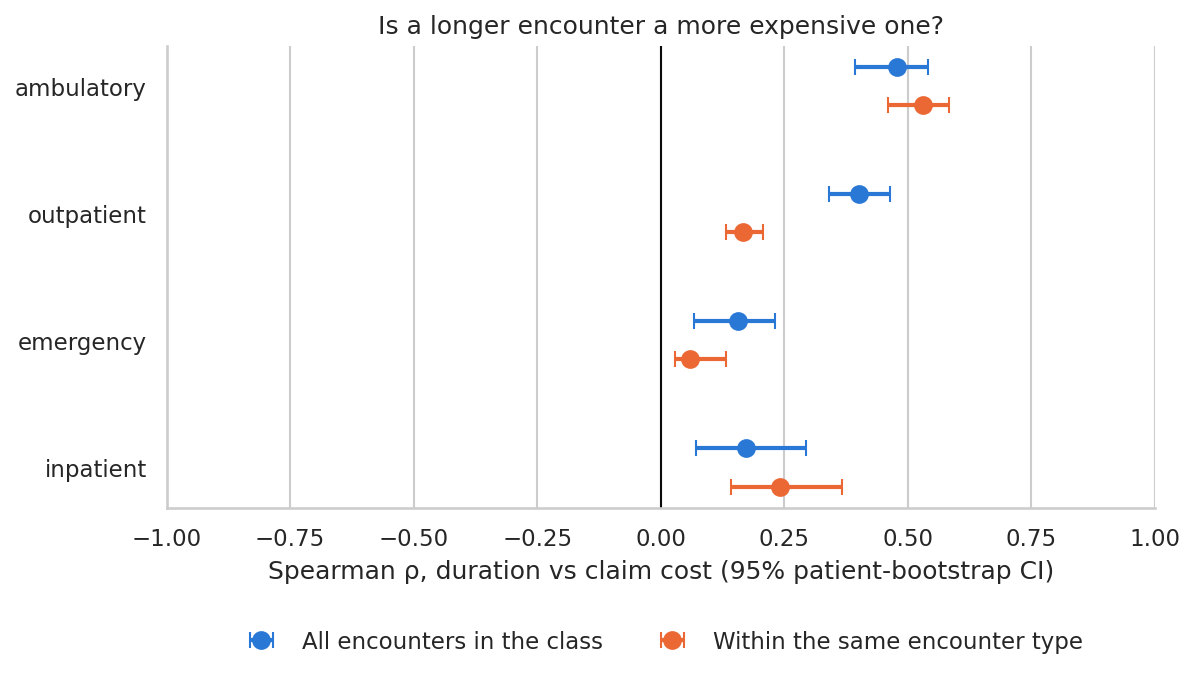 Is a longer encounter a more expensive one?
ambulatory
outpatient
emergency
inpatient
−1.00 −0.75 −0.50 −0.25 0.00 0.25 0.50 0.75 1.00
Spearman ρ, duration vs claim cost (95% patient-bootstrap CI)
All encounters in the class Within the same encounter type